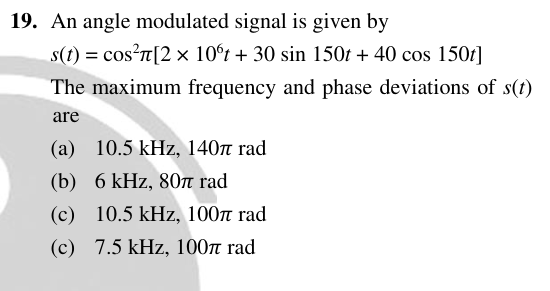 19. An angle modulated signal is given by
s(t) = cos²π[2 × 10⁶t + 30 sin 150t + 40 cos 150t]
The maximum frequency and phase deviations of s(t)
are
(a) 10.5 kHz, 140π rad
(b) 6 kHz, 80π rad
(c) 10.5 kHz, 100π rad
(c) 7.5 kHz, 100π rad